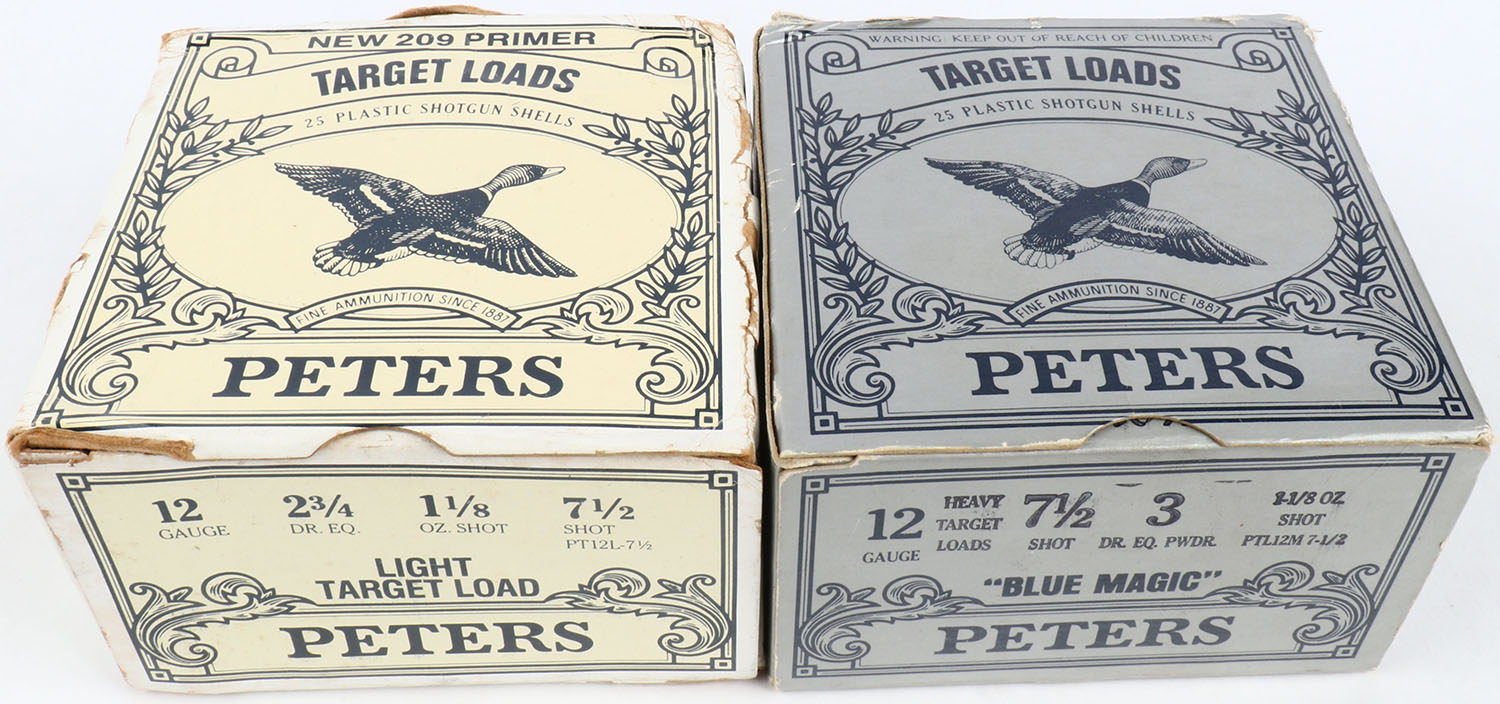 NEW 209 PRIMER
TARGET LOADS
25 PLASTIC SHOTGUN SHELLS
FINE AMMUNITION SINCE 1887
PETERS
12
GAUGE
2¾
DR. EQ.
1⅛
OZ. SHOT
7½
SHOT
PT12L-7½
LIGHT
TARGET LOAD
PETERS
WARNING: KEEP OUT OF REACH OF CHILDREN
TARGET LOADS
25 PLASTIC SHOTGUN SHELLS
FINE AMMUNITION SINCE 1887
PETERS
12
GAUGE
HEAVY
TARGET
LOADS
7½
SHOT
3
DR. EQ. PWDR.
1-1/8 OZ
SHOT
PTL12M 7-1/2
"BLUE MAGIC"
PETERS